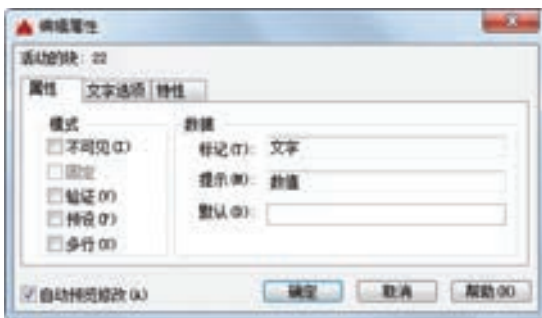 编辑属性
活动的块: 22
属性 文字选项 特性
模式
不可见(I)
固定
验证(V)
预设(P)
多行(U)
数据
标记(T): 文字
提示(M): 数值
默认(D):
自动预览修改(A)
确定 取消 帮助(H)